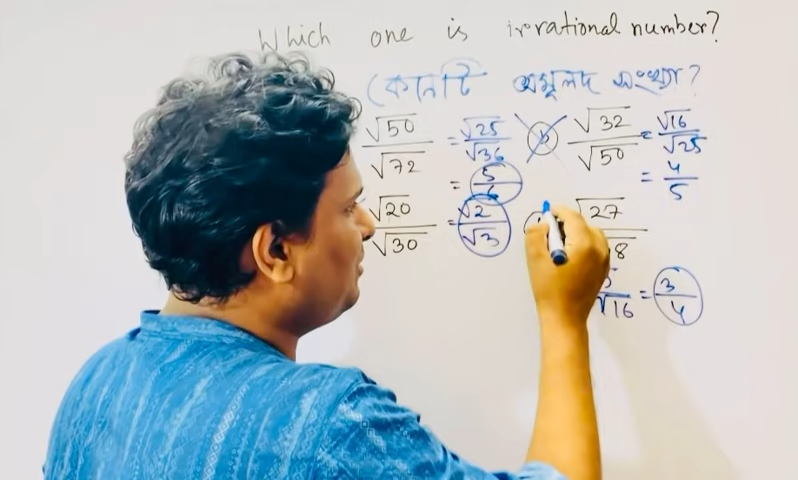 Which one is irrational number?
কোনটি অমূলদ সংখ্যা?
√50/√72 = √25/√36
= 5/6
b √32/√50 = √16/√25
= 4/5
√20/√30 = √2/√3
√27
8
√16 = 3/4